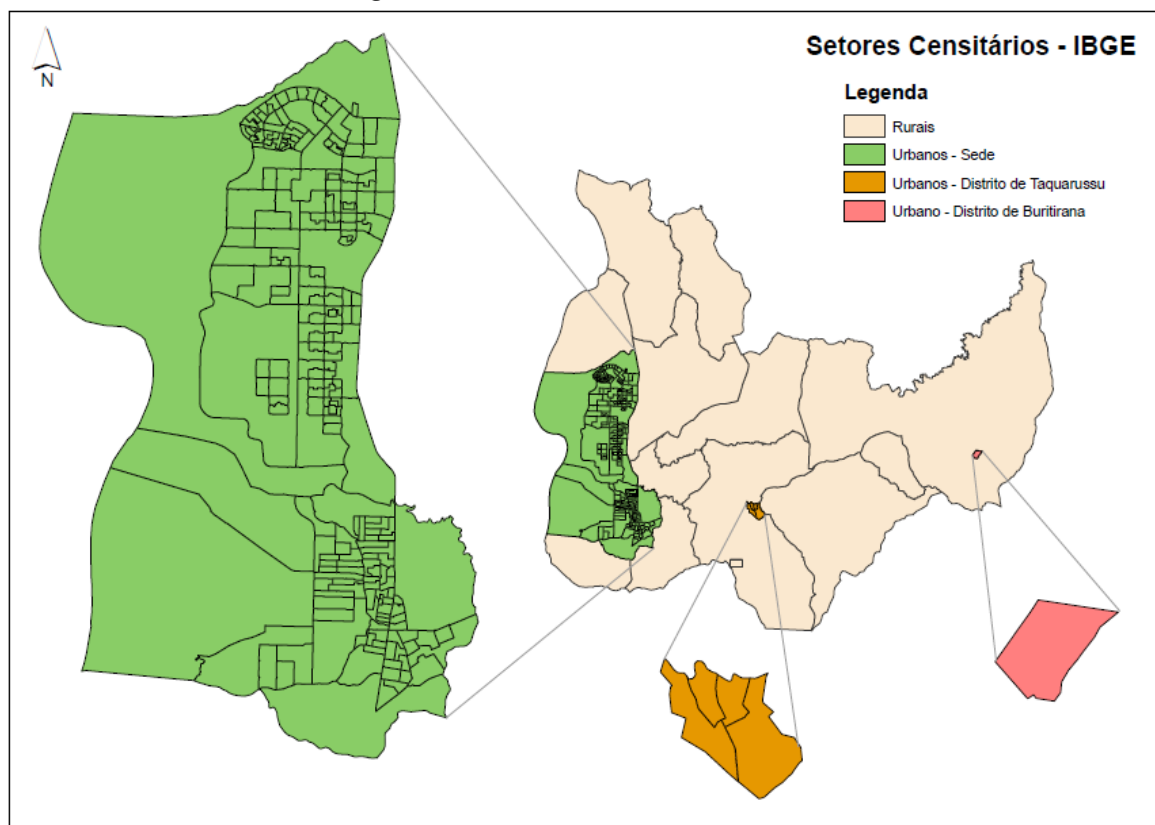 N
Setores Censitários - IBGE
Legenda
Rurais
Urbanos - Sede
Urbanos - Distrito de Taquarussu
Urbano - Distrito de Buritirana